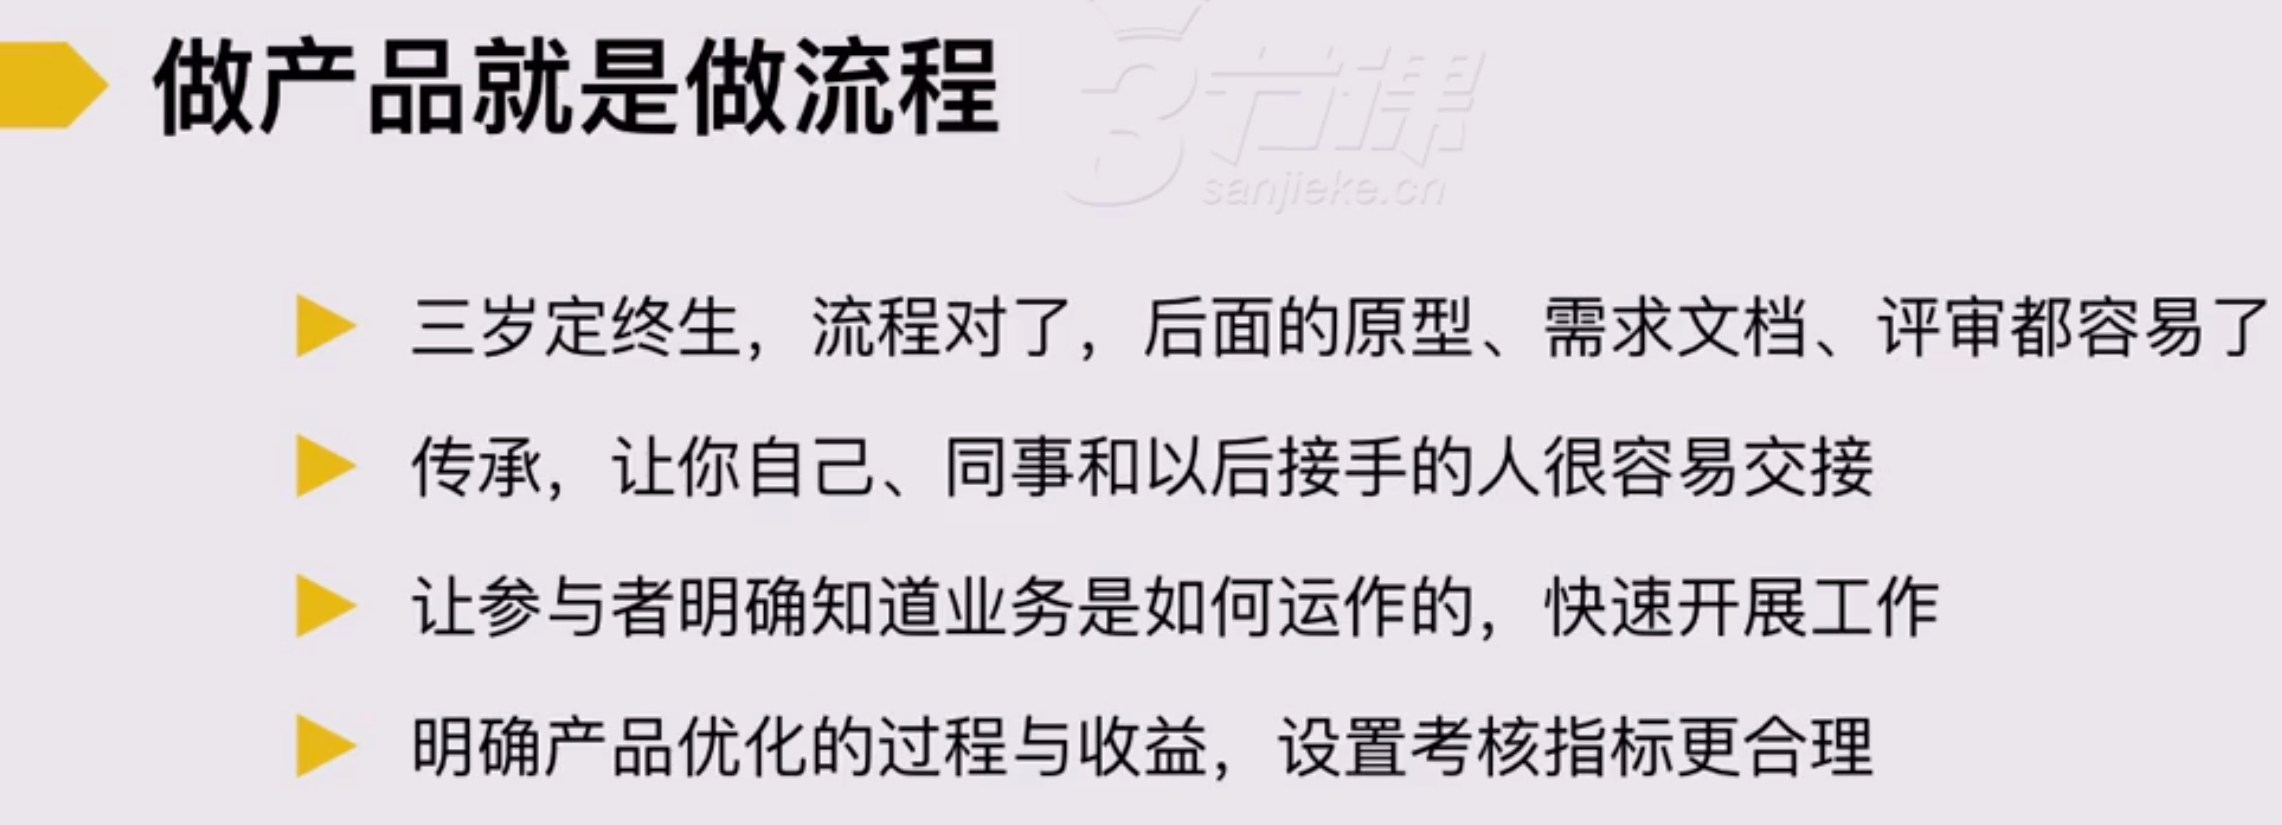 做产品就是做流程
3节课
sanjieke.cn
三岁定终生，流程对了，后面的原型、需求文档、评审都容易了
传承，让你自己、同事和以后接手的人很容易交接
让参与者明确知道业务是如何运作的，快速开展工作
明确产品优化的过程与收益，设置考核指标更合理